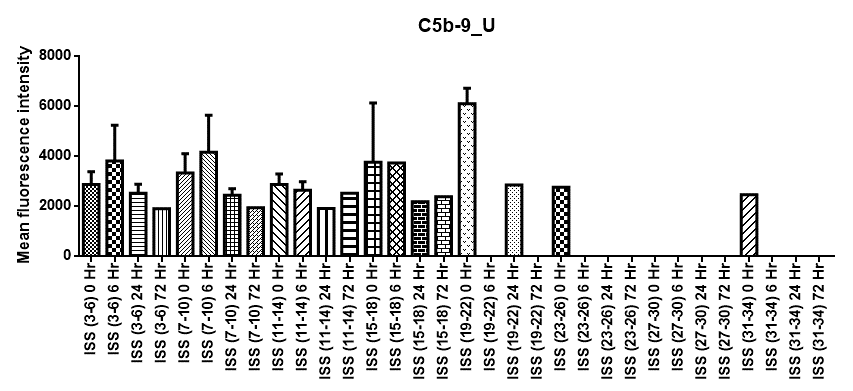 C5b-9_U
Mean fluorescence intensity
8000
6000
4000
2000
0
ISS (3-6) 0 Hr
ISS (3-6) 6 Hr
ISS (3-6) 24 Hr
ISS (3-6) 72 Hr
ISS (7-10) 0 Hr
ISS (7-10) 6 Hr
ISS (7-10) 24 Hr
ISS (7-10) 72 Hr
ISS (11-14) 0 Hr
ISS (11-14) 6 Hr
ISS (11-14) 24 Hr
ISS (11-14) 72 Hr
ISS (15-18) 0 Hr
ISS (15-18) 6 Hr
ISS (15-18) 24 Hr
ISS (15-18) 72 Hr
ISS (19-22) 0 Hr
ISS (19-22) 6 Hr
ISS (19-22) 24 Hr
ISS (19-22) 72 Hr
ISS (23-26) 0 Hr
ISS (23-26) 6 Hr
ISS (23-26) 24 Hr
ISS (23-26) 72 Hr
ISS (27-30) 0 Hr
ISS (27-30) 6 Hr
ISS (27-30) 24 Hr
ISS (27-30) 72 Hr
ISS (31-34) 0 Hr
ISS (31-34) 6 Hr
ISS (31-34) 24 Hr
ISS (31-34) 72 Hr